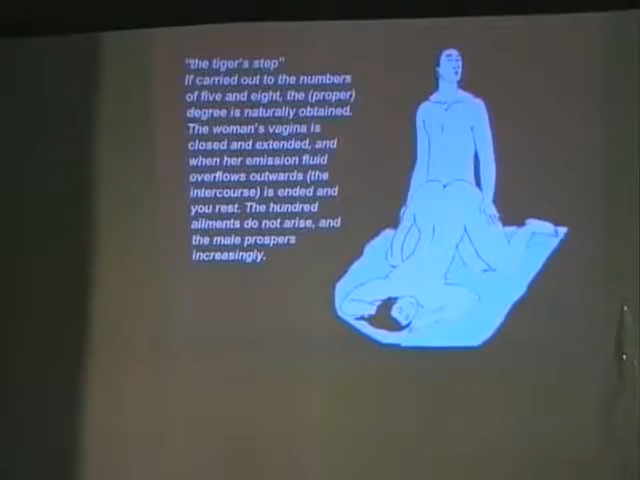 "the tiger's step"
If carried out to the numbers
of five and eight, the (proper)
degree is naturally obtained.
The woman's vagina is
closed and extended, and
when her emission fluid
overflows outwards (the
intercourse) is ended and
you rest. The hundred
ailments do not arise, and
the male prospers
increasingly.